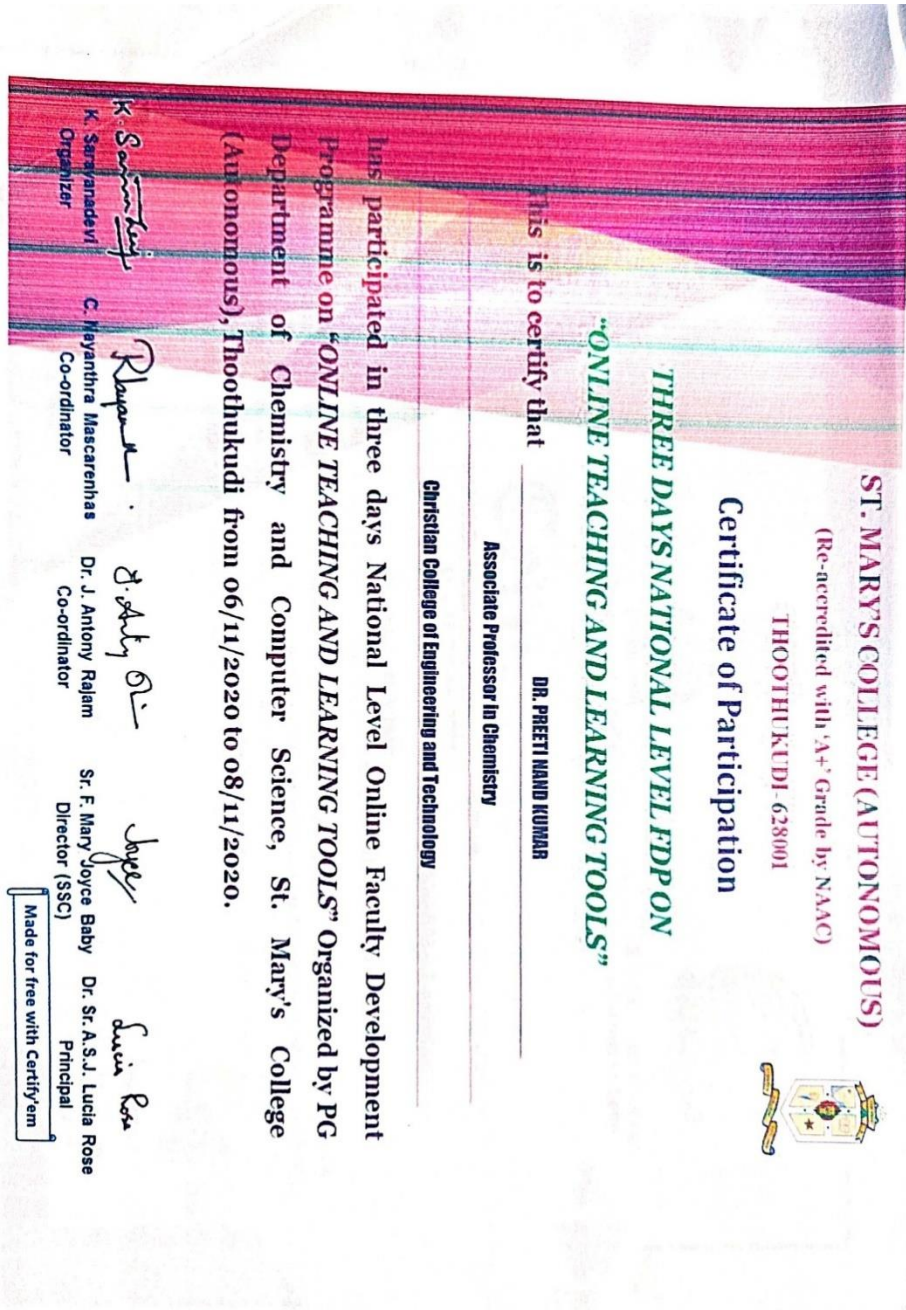 ST. MARY'S COLLEGE (AUTONOMOUS)
(Re-accredited with 'A+' Grade by NAAC)
THOOTHUKUDI- 628001
Certificate of Participation
THREE DAYS NATIONAL LEVEL FDP ON
"ONLINE TEACHING AND LEARNING TOOLS"
This is to certify that DR. PREETI NAND KUMAR
Associate Professor in Chemistry
Christian College of Engineering and Technology
has participated in three days National Level Online Faculty Development
Programme on "ONLINE TEACHING AND LEARNING TOOLS" Organized by PG
Department of Chemistry and Computer Science, St. Mary's College
(Autonomous), Thoothukudi from 06/11/2020 to 08/11/2020.
Joyce Lucia Rose
K. Saravanadevi C. Nayanthra Mascarenhas Dr. J. Antony Rajam Sr. F. Mary Joyce Baby Dr. Sr. A.S.J. Lucia Rose
Organizer Co-ordinator Co-ordinator Director (SSC) Principal
Made for free with Certify'em